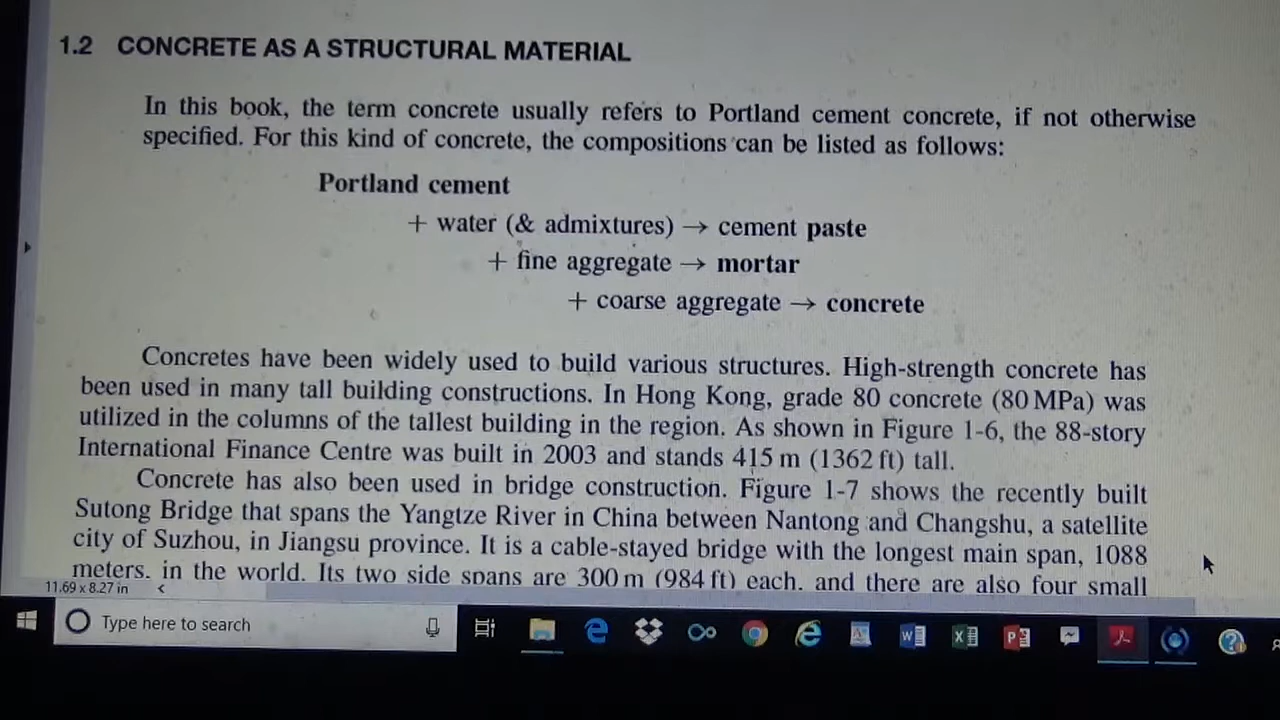 1.2 CONCRETE AS A STRUCTURAL MATERIAL
In this book, the term concrete usually refers to Portland cement concrete, if not otherwise
specified. For this kind of concrete, the compositions can be listed as follows:
Portland cement
+ water (& admixtures) → cement paste
+ fine aggregate → mortar
+ coarse aggregate → concrete
Concretes have been widely used to build various structures. High-strength concrete has
been used in many tall building constructions. In Hong Kong, grade 80 concrete (80 MPa) was
utilized in the columns of the tallest building in the region. As shown in Figure 1-6, the 88-story
International Finance Centre was built in 2003 and stands 415 m (1362 ft) tall.
Concrete has also been used in bridge construction. Figure 1-7 shows the recently built
Sutong Bridge that spans the Yangtze River in China between Nantong and Changshu, a satellite
city of Suzhou, in Jiangsu province. It is a cable-stayed bridge with the longest main span, 1088
meters, in the world. Its two side spans are 300 m (984 ft) each, and there are also four small
11.69 x 8.27 in
Type here to search